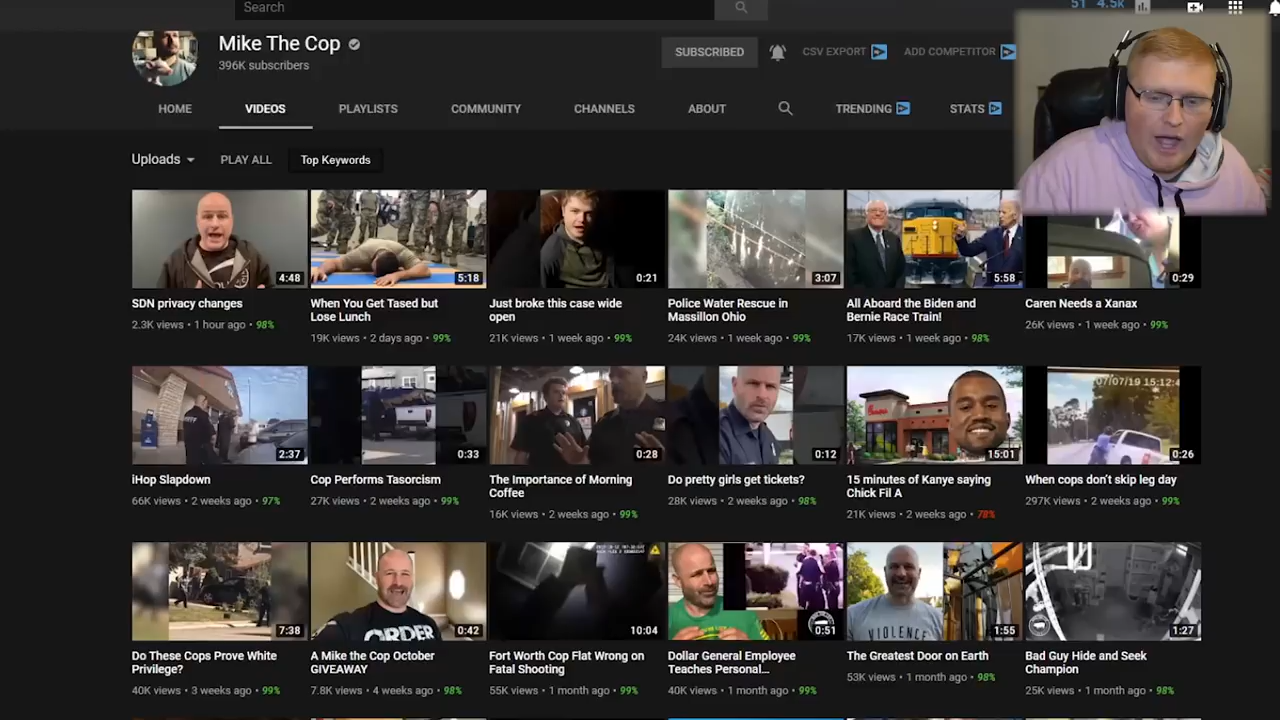 Search
51 4.5k
Mike The Cop
396K subscribers
SUBSCRIBED
CSV EXPORT
ADD COMPETITOR
HOME VIDEOS PLAYLISTS COMMUNITY CHANNELS ABOUT TRENDING STATS
Uploads PLAY ALL Top Keywords
4:48 5:18 0:21 3:07 5:58 0:29
SDN privacy changes
2.3K views • 1 hour ago • 98%
When You Get Tased but
Lose Lunch
19K views • 2 days ago • 99%
Just broke this case wide
open
21K views • 1 week ago • 99%
Police Water Rescue in
Massillon Ohio
24K views • 1 week ago • 99%
All Aboard the Biden and
Bernie Race Train!
17K views • 1 week ago • 98%
Caren Needs a Xanax
26K views • 1 week ago • 99%
07/07/19 15:12:4
2:37 0:33 0:28 0:12 15:01 0:26
iHop Slapdown
66K views • 2 weeks ago • 97%
Cop Performs Tasorcism
27K views • 2 weeks ago • 99%
The Importance of Morning
Coffee
16K views • 2 weeks ago • 99%
Do pretty girls get tickets?
28K views • 2 weeks ago • 98%
15 minutes of Kanye saying
Chick Fil A
21K views • 2 weeks ago • 78%
When cops don't skip leg day
297K views • 2 weeks ago • 99%
ORDER
VIOLENCE
7:38 0:42 10:04 0:51 1:55 1:27
Do These Cops Prove White
Privilege?
40K views • 3 weeks ago • 99%
A Mike the Cop October
GIVEAWAY
7.8K views • 4 weeks ago • 98%
Fort Worth Cop Flat Wrong on
Fatal Shooting
55K views • 1 month ago • 99%
Dollar General Employee
Teaches Personal...
40K views • 1 month ago • 99%
The Greatest Door on Earth
53K views • 1 month ago • 98%
Bad Guy Hide and Seek
Champion
25K views • 1 month ago • 98%